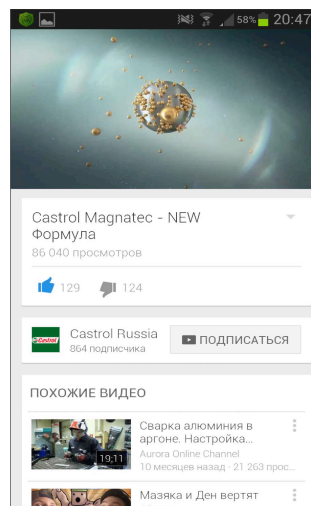 58% 20:47
Castrol Magnatec - NEW
Формула
86 040 просмотров
129 124
Castrol
Castrol Russia
864 подписчика
ПОДПИСАТЬСЯ
ПОХОЖИЕ ВИДЕО
19:11
Сварка алюминия в
аргоне. Настройка...
Aurora Online Channel
10 месяцев назад · 21 263 прос...
Мазяка и Ден вертят